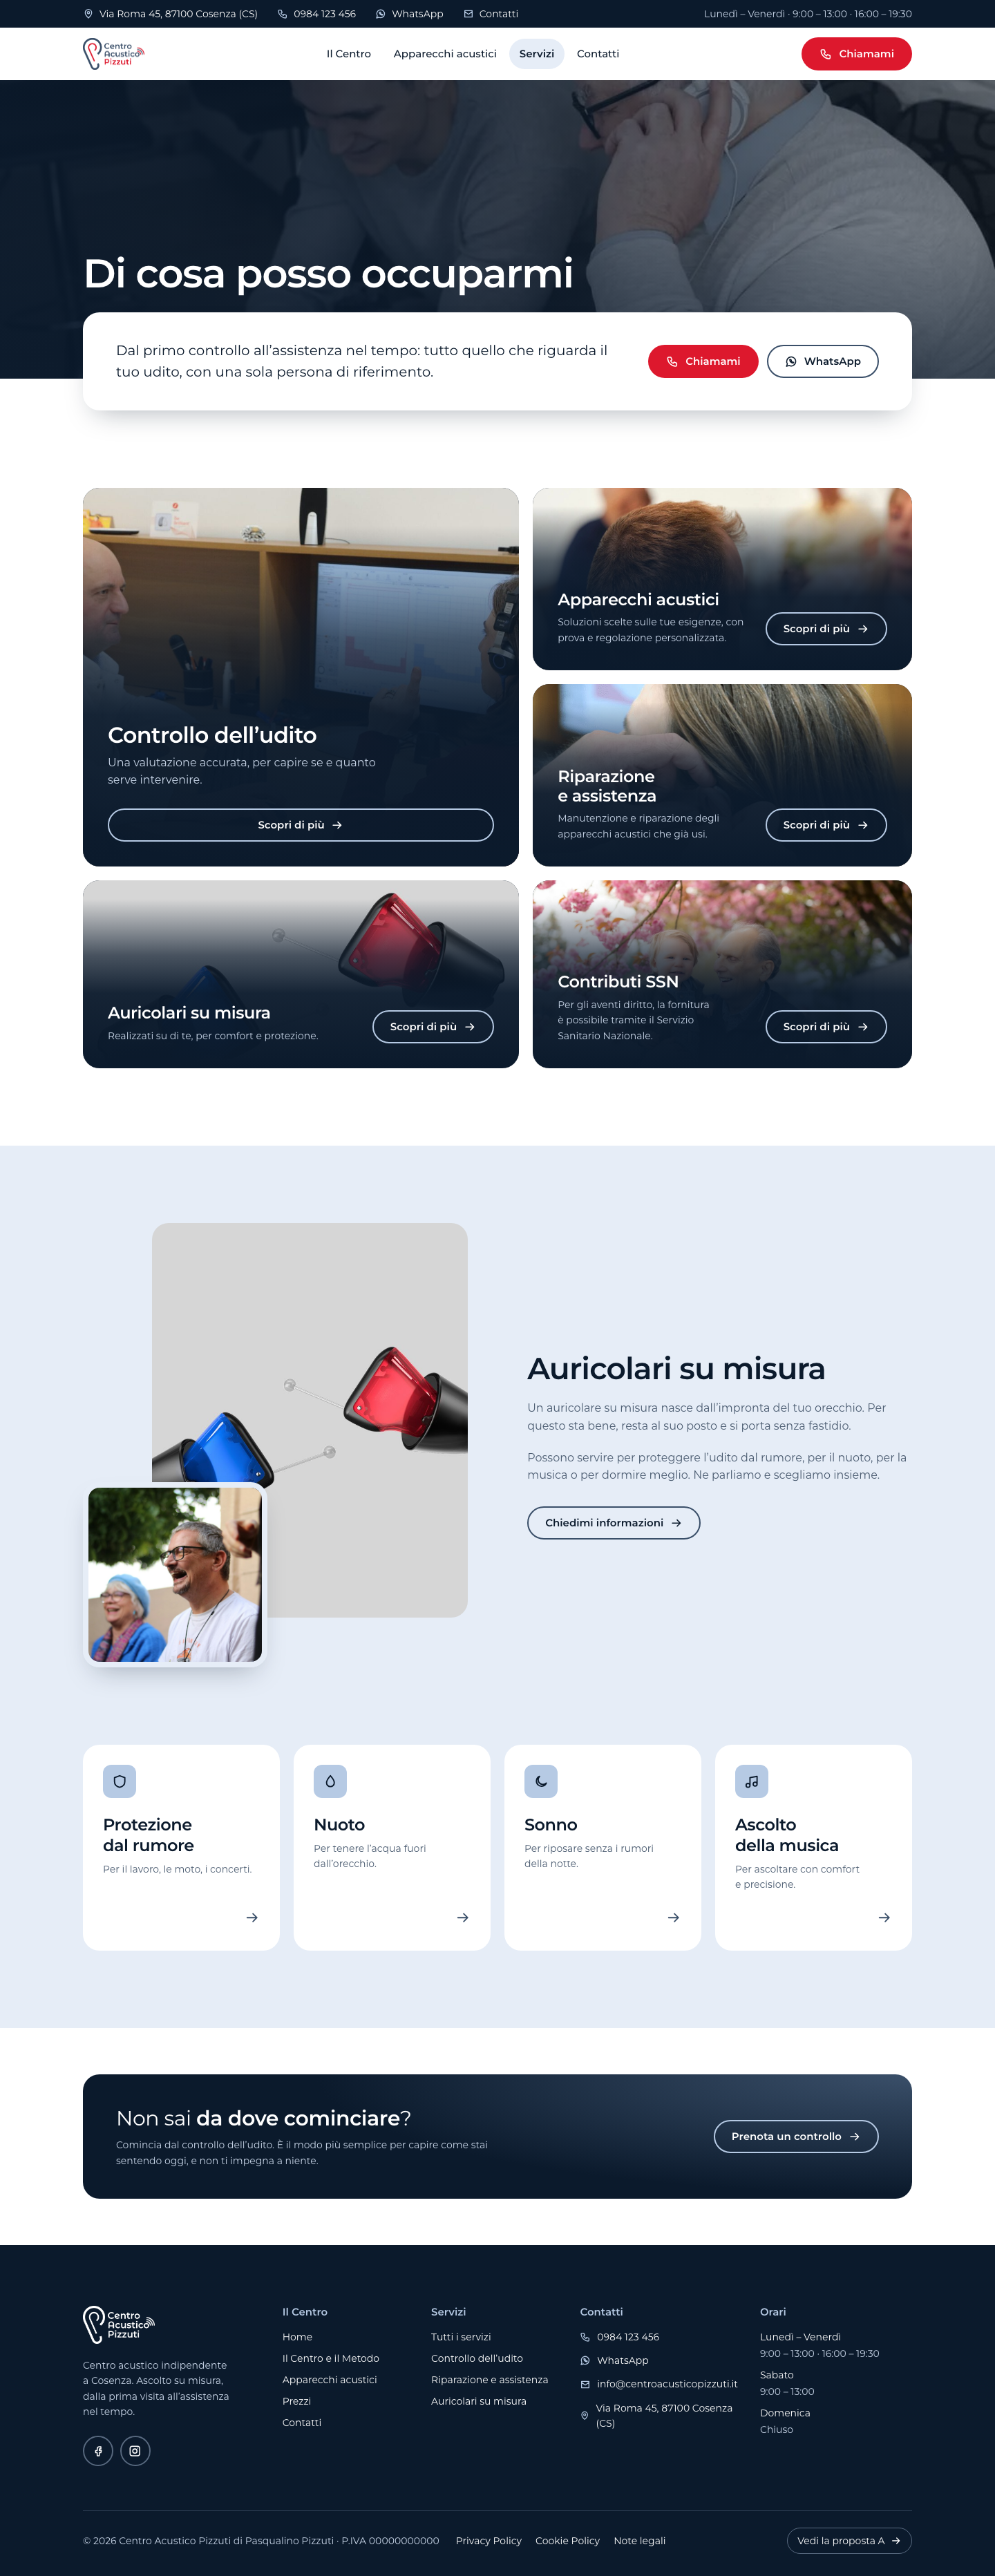 Via Roma 45, 87100 Cosenza (CS)
0984 123 456
WhatsApp
Contatti
Lunedì – Venerdì · 9:00 – 13:00 · 16:00 – 19:30
Centro
Acustico
Pizzuti
Il Centro
Apparecchi acustici
Servizi
Contatti
Chiamami
Di cosa posso occuparmi
Dal primo controllo all’assistenza nel tempo: tutto quello che riguarda il
tuo udito, con una sola persona di riferimento.
Chiamami
WhatsApp
Controllo dell’udito
Una valutazione accurata, per capire se e quanto
serve intervenire.
Scopri di più
Apparecchi acustici
Soluzioni scelte sulle tue esigenze, con
prova e regolazione personalizzata.
Scopri di più
Riparazione
e assistenza
Manutenzione e riparazione degli
apparecchi acustici che già usi.
Scopri di più
Auricolari su misura
Realizzati su di te, per comfort e protezione.
Scopri di più
Contributi SSN
Per gli aventi diritto, la fornitura
è possibile tramite il Servizio
Sanitario Nazionale.
Scopri di più
Auricolari su misura
Un auricolare su misura nasce dall’impronta del tuo orecchio. Per
questo sta bene, resta al suo posto e si porta senza fastidio.
Possono servire per proteggere l’udito dal rumore, per il nuoto, per la
musica o per dormire meglio. Ne parliamo e scegliamo insieme.
Chiedimi informazioni
Protezione
dal rumore
Per il lavoro, le moto, i concerti.
Nuoto
Per tenere l’acqua fuori
dall’orecchio.
Sonno
Per riposare senza i rumori
della notte.
Ascolto
della musica
Per ascoltare con comfort
e precisione.
Non sai da dove cominciare?
Comincia dal controllo dell’udito. È il modo più semplice per capire come stai
sentendo oggi, e non ti impegna a niente.
Prenota un controllo
Centro
Acustico
Pizzuti
Centro acustico indipendente
a Cosenza. Ascolto su misura,
dalla prima visita all’assistenza
nel tempo.
Il Centro
Home
Il Centro e il Metodo
Apparecchi acustici
Prezzi
Contatti
Servizi
Tutti i servizi
Controllo dell’udito
Riparazione e assistenza
Auricolari su misura
Contatti
0984 123 456
WhatsApp
info@centroacusticopizzuti.it
Via Roma 45, 87100 Cosenza
(CS)
Orari
Lunedì – Venerdì
9:00 – 13:00 · 16:00 – 19:30
Sabato
9:00 – 13:00
Domenica
Chiuso
© 2026 Centro Acustico Pizzuti di Pasqualino Pizzuti · P.IVA 00000000000
Privacy Policy
Cookie Policy
Note legali
Vedi la proposta A